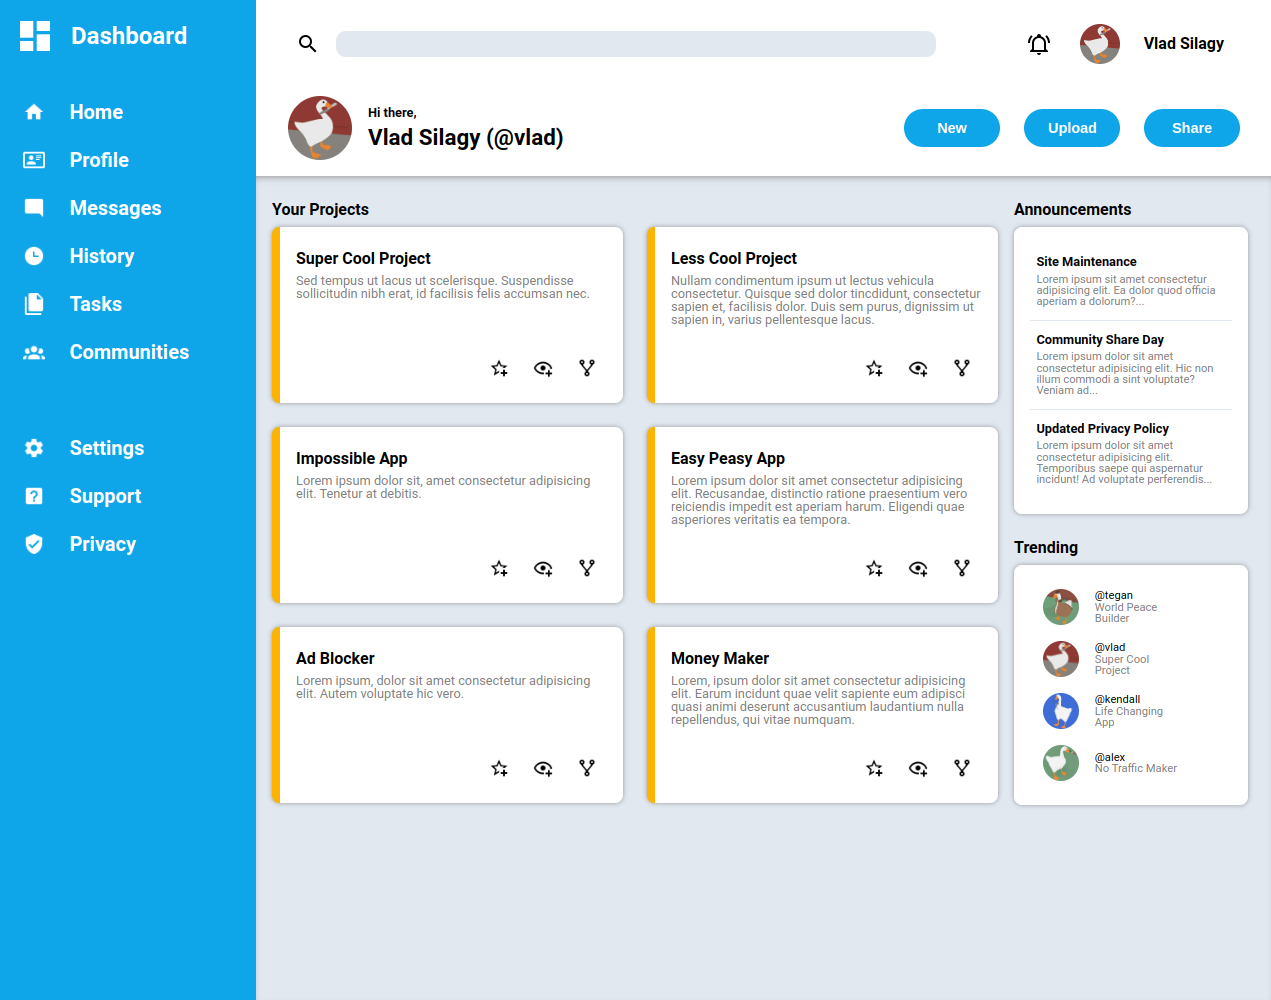 Dashboard
Home
Profile
Messages
History
Tasks
Communities
Settings
Support
Privacy
Vlad Silagy
Hi there,
Vlad Silagy (@vlad)
New
Upload
Share
Your Projects
Super Cool Project
Sed tempus ut lacus ut scelerisque. Suspendisse
sollicitudin nibh erat, id facilisis felis accumsan nec.
Less Cool Project
Nullam condimentum ipsum ut lectus vehicula
consectetur. Quisque sed dolor tincidunt, consectetur
sapien et, facilisis dolor. Duis sem purus, dignissim ut
sapien in, varius pellentesque lacus.
Impossible App
Lorem ipsum dolor sit, amet consectetur adipisicing
elit. Tenetur at debitis.
Easy Peasy App
Lorem ipsum dolor sit amet consectetur adipisicing
elit. Recusandae, distinctio ratione praesentium vero
reiciendis impedit est aperiam harum. Eligendi quae
asperiores veritatis ea tempora.
Ad Blocker
Lorem ipsum, dolor sit amet consectetur adipisicing
elit. Autem voluptate hic vero.
Money Maker
Lorem, ipsum dolor sit amet consectetur adipisicing
elit. Earum incidunt quae velit sapiente eum adipisci
quasi animi deserunt accusantium laudantium nulla
repellendus, qui vitae numquam.
Announcements
Site Maintenance
Lorem ipsum sit amet consectetur
adipisicing elit. Ea dolor quod officia
aperiam a dolorum?...
Community Share Day
Lorem ipsum dolor sit amet
consectetur adipisicing elit. Hic non
illum commodi a sint voluptate?
Veniam ad...
Updated Privacy Policy
Lorem ipsum dolor sit amet
consectetur adipisicing elit.
Temporibus saepe qui aspernatur
incidunt! Ad voluptate perferendis...
Trending
@tegan
World Peace
Builder
@vlad
Super Cool
Project
@kendall
Life Changing
App
@alex
No Traffic Maker